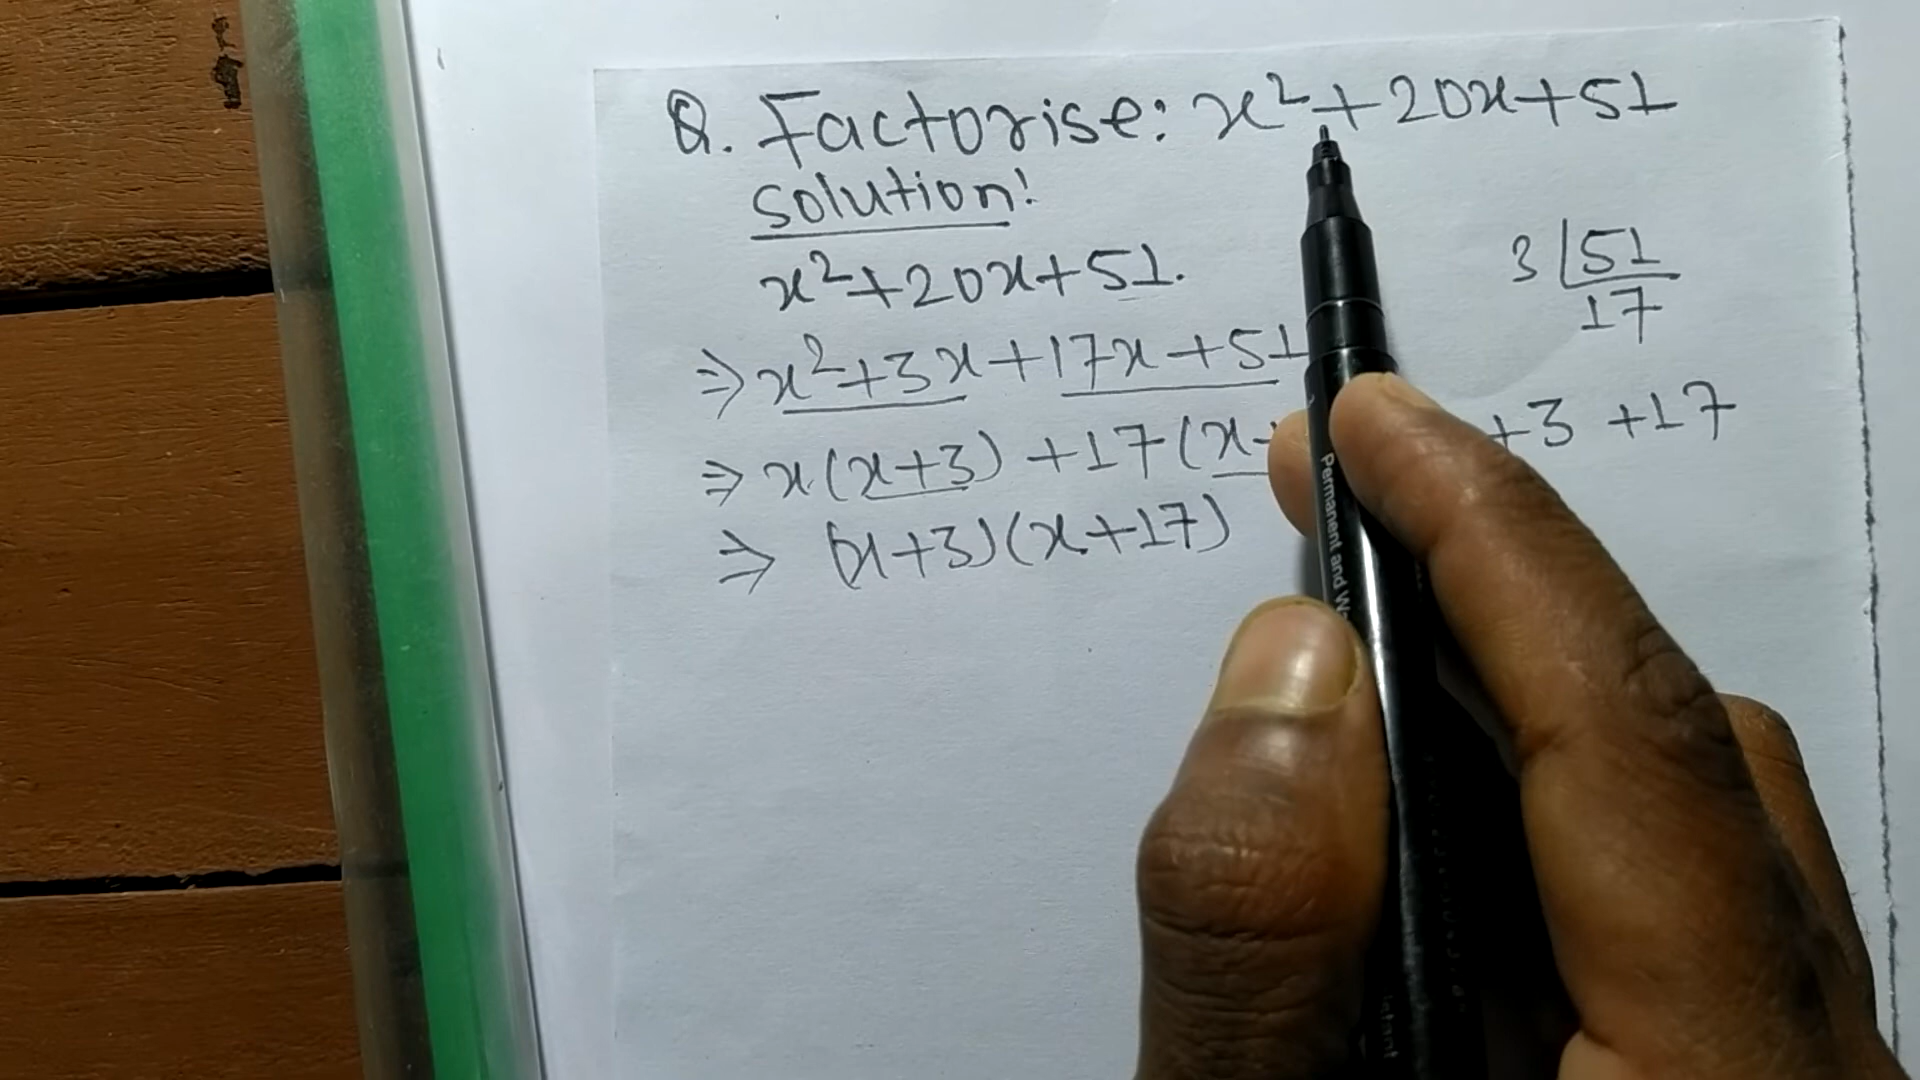 Q. Factorise: x²+20x+51
solution:
x²+20x+51.
3 51
17
⇒ x²+3x+17x+51
⇒ x(x+3) +17(x+
+3 +17
⇒ (x+3)(x+17)
Permanent and W